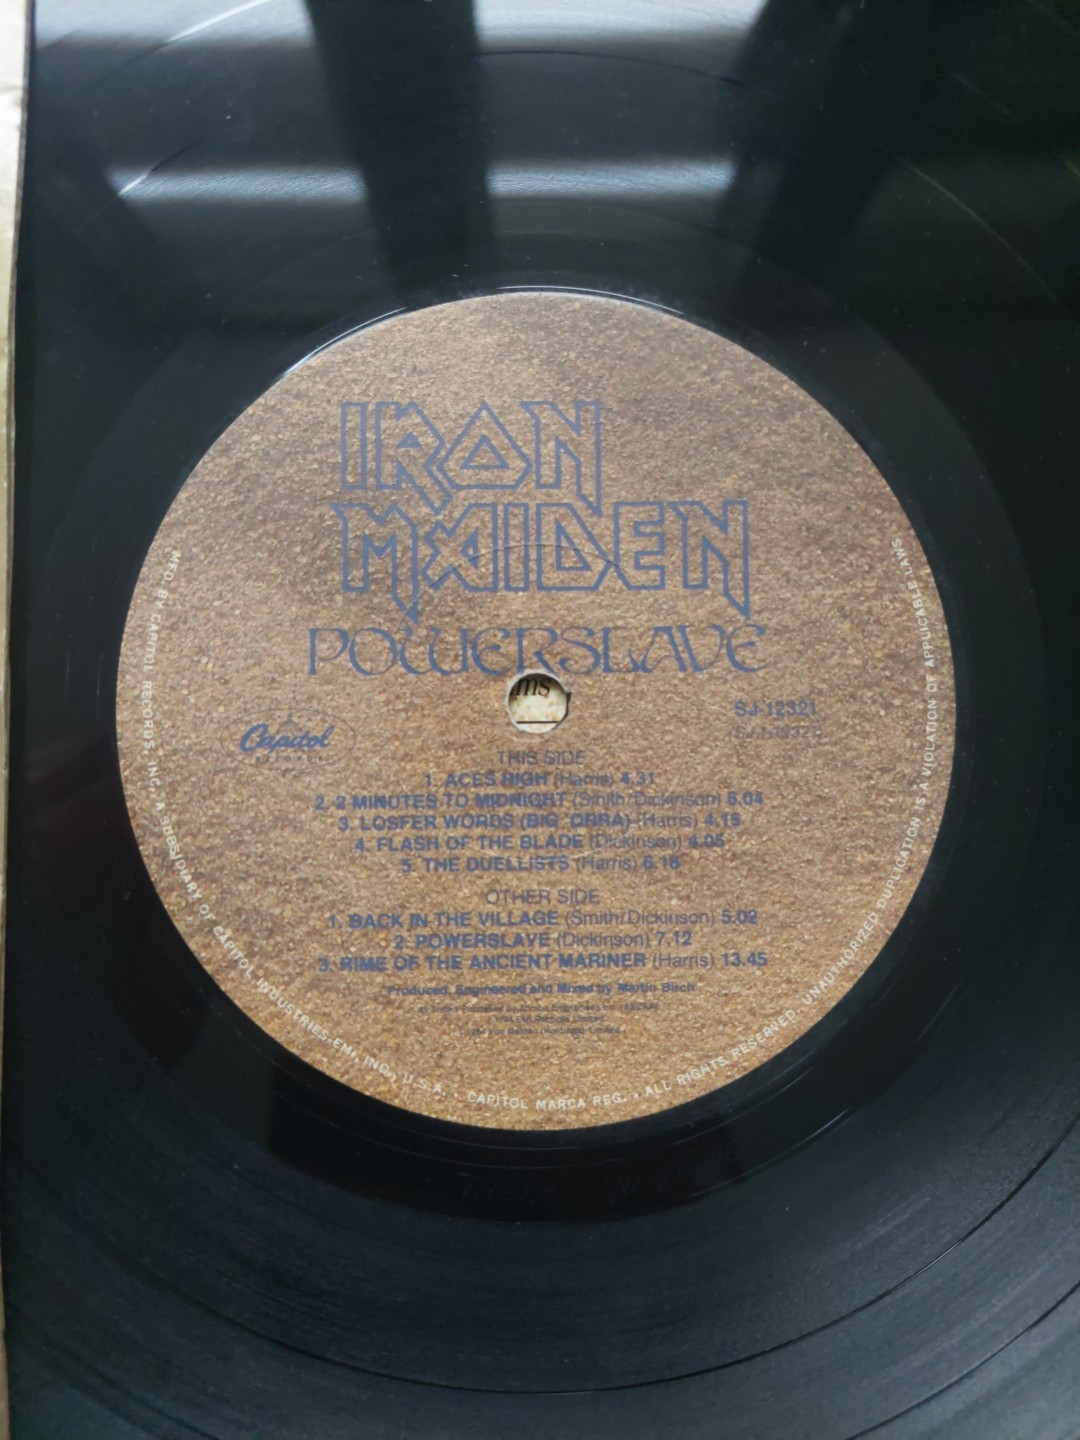 IRON
MAIDEN
POWERSLAVE
ms
SJ-12321
Capitol
RECORDS
THIS SIDE
1. ACES HIGH (Harris) 4.31
2. 2 MINUTES TO MIDNIGHT (Smith/Dickinson) 6.04
3. LOSFER WORDS (BIG 'ORRA) (Harris) 4.15
4. FLASH OF THE BLADE (Dickinson) 4.05
5. THE DUELLISTS (Harris) 6.18
OTHER SIDE
1. BACK IN THE VILLAGE (Smith/Dickinson) 5.02
2. POWERSLAVE (Dickinson) 7.12
3. RIME OF THE ANCIENT MARINER (Harris) 13.45
Produced, Engineered and Mixed by Martin Birch
MFD. BY CAPITOL RECORDS, INC., A SUBSIDIARY OF CAPITOL INDUSTRIES-EMI, INC., U.S.A. • CAPITOL MARCA REG. • ALL RIGHTS RESERVED. UNAUTHORIZED DUPLICATION IS A VIOLATION OF APPLICABLE LAWS.